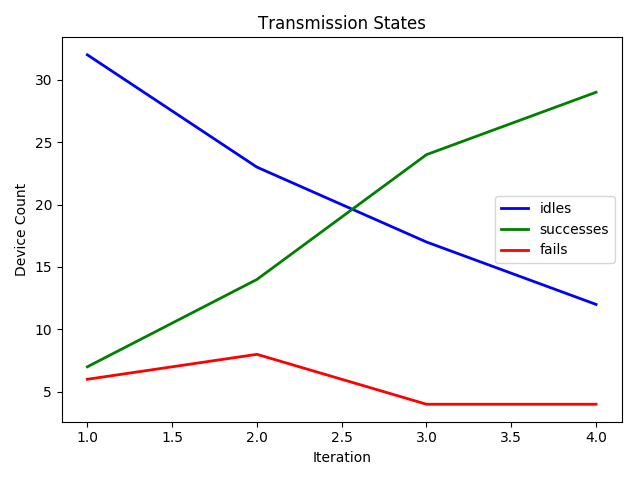 Transmission States
Device Count
30
25
20
15
10
5
idles
successes
fails
1.0 1.5 2.0 2.5 3.0 3.5 4.0
Iteration